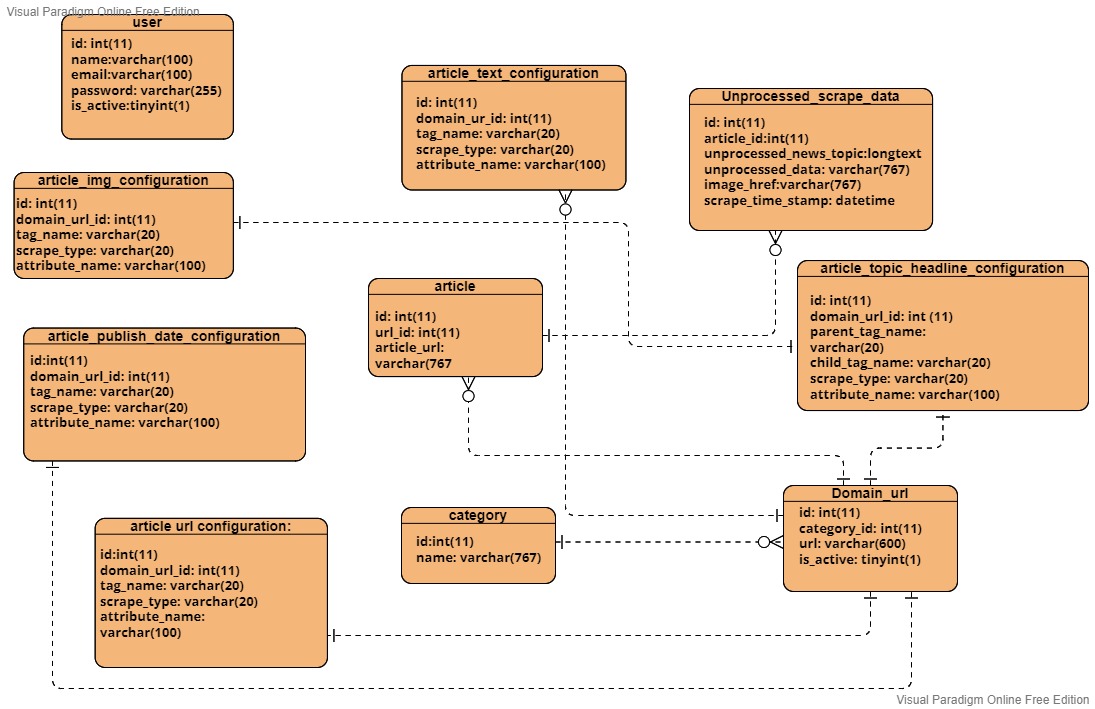 Visual Paradigm Online Free Edition
user
id: int(11)
name:varchar(100)
email:varchar(100)
password: varchar(255)
is_active:tinyint(1)
article_text_configuration
id: int(11)
domain_ur_id: int(11)
tag_name: varchar(20)
scrape_type: varchar(20)
attribute_name: varchar(100)
Unprocessed_scrape_data
id: int(11)
article_id:int(11)
unprocessed_news_topic:longtext
unprocessed_data: varchar(767)
image_href:varchar(767)
scrape_time_stamp: datetime
article_img_configuration
id: int(11)
domain_url_id: int(11)
tag_name: varchar(20)
scrape_type: varchar(20)
attribute_name: varchar(100)
article
id: int(11)
url_id: int(11)
article_url:
varchar(767
article_topic_headline_configuration
id: int(11)
domain_url_id: int (11)
parent_tag_name:
varchar(20)
child_tag_name: varchar(20)
scrape_type: varchar(20)
attribute_name: varchar(100)
article_publish_date_configuration
id:int(11)
domain_url_id: int(11)
tag_name: varchar(20)
scrape_type: varchar(20)
attribute_name: varchar(100)
article url configuration:
id:int(11)
domain_url_id: int(11)
tag_name: varchar(20)
scrape_type: varchar(20)
attribute_name:
varchar(100)
category
id:int(11)
name: varchar(767)
Domain_url
id: int(11)
category_id: int(11)
url: varchar(600)
is_active: tinyint(1)
Visual Paradigm Online Free Edition